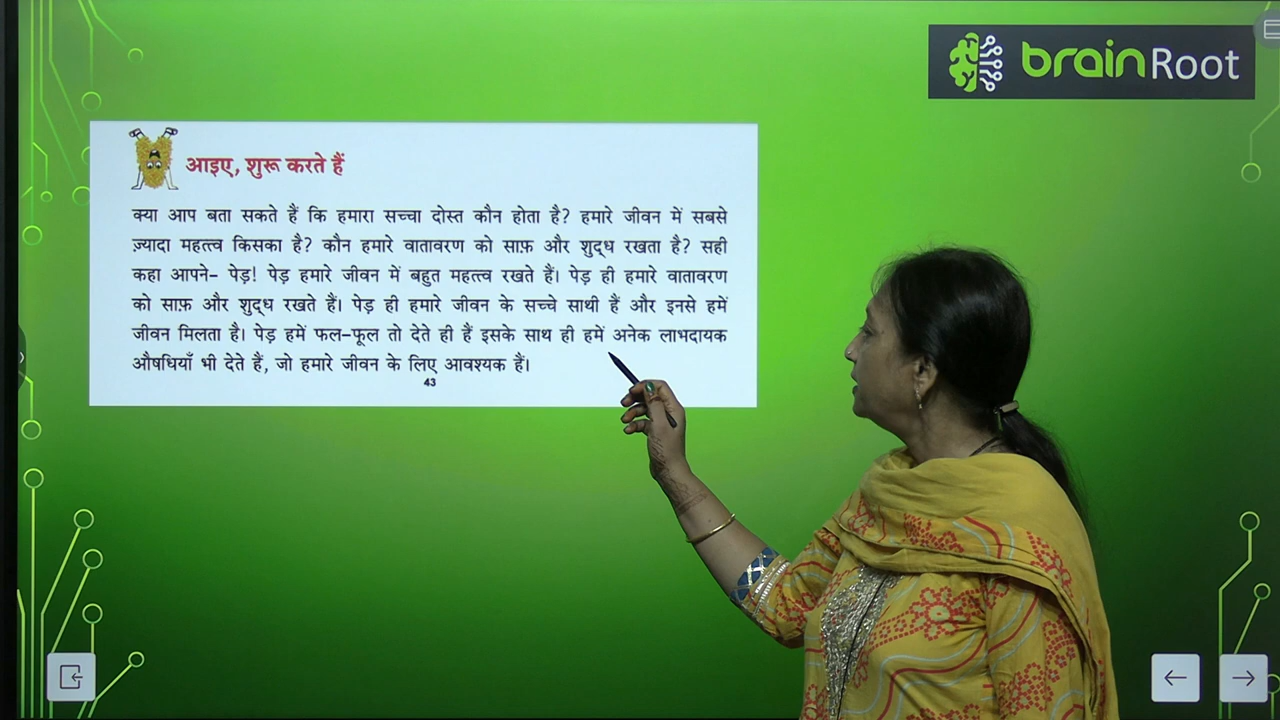 brainRoot
आइए, शुरू करते हैं
क्या आप बता सकते हैं कि हमारा सच्चा दोस्त कौन होता है? हमारे जीवन में सबसे
ज़्यादा महत्त्व किसका है? कौन हमारे वातावरण को साफ़ और शुद्ध रखता है? सही
कहा आपने– पेड़! पेड़ हमारे जीवन में बहुत महत्त्व रखते हैं। पेड़ ही हमारे वातावरण
को साफ़ और शुद्ध रखते हैं। पेड़ ही हमारे जीवन के सच्चे साथी हैं और इनसे हमें
जीवन मिलता है। पेड़ हमें फल–फूल तो देते ही हैं इसके साथ ही हमें अनेक लाभदायक
औषधियाँ भी देते हैं, जो हमारे जीवन के लिए आवश्यक हैं।
43